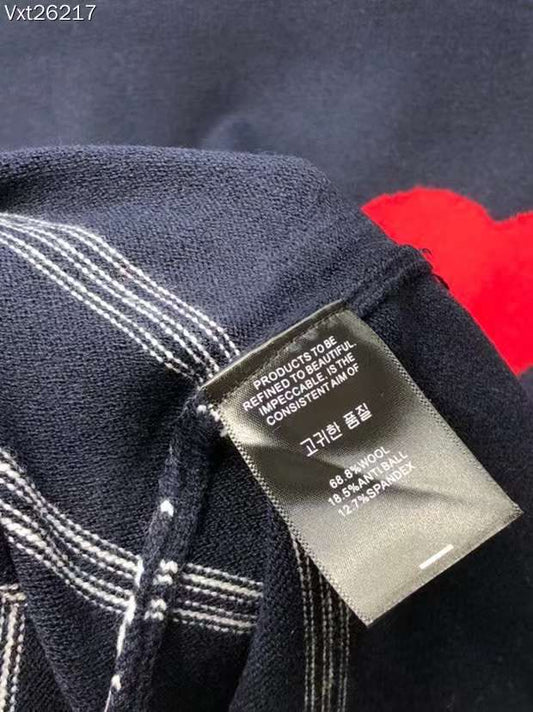 Vxt26217
PRODUCTS TO BE
REFINED TO BEAUTIFUL.
IMPECCABLE. IS THE
CONSISTENT AIM OF
고귀한 품질
68.8%WOOL
18.5%ANTI BALL
12.7%SPANDEX